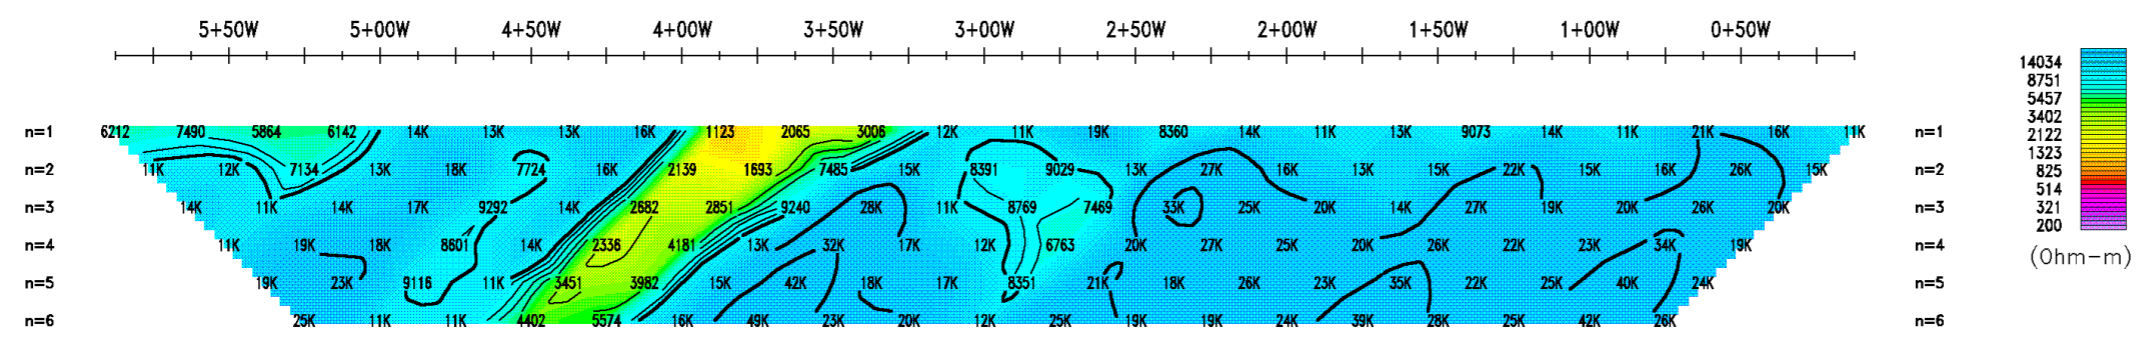 5+50W 5+00W 4+50W 4+00W 3+50W 3+00W 2+50W 2+00W 1+50W 1+00W 0+50W
14034
8751
5457
3402
2122
1323
825
514
321
200
(Ohm-m)
n=1 6212 7490 5864 6142 14K 13K 13K 16K 1123 2065 3006 12K 11K 19K 8360 14K 11K 13K 9073 14K 11K 21K 16K 11K n=1
n=2 11K 12K 7134 13K 18K 7724 16K 2139 1693 7485 15K 8391 9029 13K 27K 16K 13K 15K 22K 15K 16K 26K 15K n=2
n=3 14K 11K 14K 17K 9292 14K 2682 2851 9240 28K 11K 8769 7469 33K 25K 20K 14K 27K 19K 20K 26K 20K n=3
n=4 11K 19K 18K 8601 14K 2336 4181 13K 32K 17K 12K 6763 20K 27K 25K 20K 26K 22K 23K 34K 19K n=4
n=5 19K 23K 9116 11K 3451 3982 15K 42K 18K 17K 8351 21K 18K 26K 23K 35K 22K 25K 40K 24K n=5
n=6 25K 11K 11K 4402 5574 16K 49K 23K 20K 12K 25K 19K 19K 24K 39K 28K 25K 42K 26K n=6